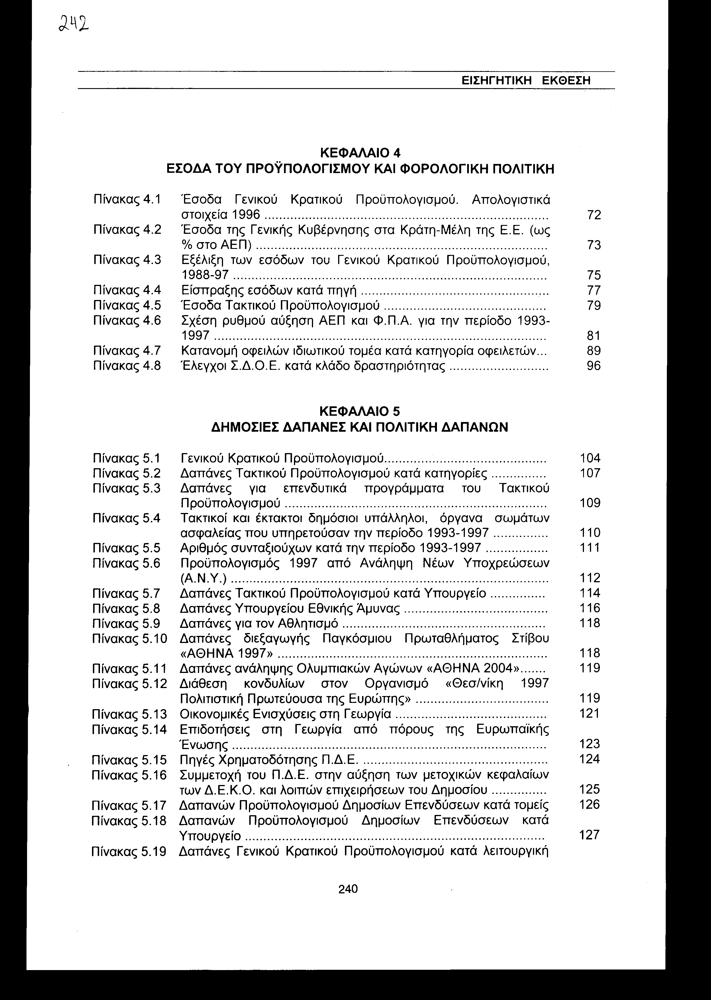 242
ΕΙΣΗΓΗΤΙΚΗ ΕΚΘΕΣΗ
ΚΕΦΑΛΑΙΟ 4
ΕΣΟΔΑ ΤΟΥ ΠΡΟΫΠΟΛΟΓΙΣΜΟΥ ΚΑΙ ΦΟΡΟΛΟΓΙΚΗ ΠΟΛΙΤΙΚΗ
Πίνακας 4.1 Έσοδα Γενικού Κρατικού Προϋπολογισμού. Απολογιστικά
στοιχεία 1996 ........ 72
Πίνακας 4.2 Έσοδα της Γενικής Κυβέρνησης στα Κράτη-Μέλη της Ε.Ε. (ως
% στο ΑΕΠ) ........ 73
Πίνακας 4.3 Εξέλιξη των εσόδων του Γενικού Κρατικού Προϋπολογισμού,
1988-97 ........ 75
Πίνακας 4.4 Είσπραξης εσόδων κατά πηγή ........ 77
Πίνακας 4.5 Έσοδα Τακτικού Προϋπολογισμού ........ 79
Πίνακας 4.6 Σχέση ρυθμού αύξηση ΑΕΠ και Φ.Π.Α. για την περίοδο 1993-
1997 ........ 81
Πίνακας 4.7 Κατανομή οφειλών ιδιωτικού τομέα κατά κατηγορία οφειλετών... 89
Πίνακας 4.8 Έλεγχοι Σ.Δ.Ο.Ε. κατά κλάδο δραστηριότητας ........ 96
ΚΕΦΑΛΑΙΟ 5
ΔΗΜΟΣΙΕΣ ΔΑΠΑΝΕΣ ΚΑΙ ΠΟΛΙΤΙΚΗ ΔΑΠΑΝΩΝ
Πίνακας 5.1 Γενικού Κρατικού Προϋπολογισμού........ 104
Πίνακας 5.2 Δαπάνες Τακτικού Προϋπολογισμού κατά κατηγορίες ........ 107
Πίνακας 5.3 Δαπάνες για επενδυτικά προγράμματα του Τακτικού
Προϋπολογισμού ........ 109
Πίνακας 5.4 Τακτικοί και έκτακτοι δημόσιοι υπάλληλοι, όργανα σωμάτων
ασφαλείας που υπηρετούσαν την περίοδο 1993-1997 ........ 110
Πίνακας 5.5 Αριθμός συνταξιούχων κατά την περίοδο 1993-1997 ........ 111
Πίνακας 5.6 Προϋπολογισμός 1997 από Ανάληψη Νέων Υποχρεώσεων
(Α.Ν.Υ.) ........ 112
Πίνακας 5.7 Δαπάνες Τακτικού Προϋπολογισμού κατά Υπουργείο ........ 114
Πίνακας 5.8 Δαπάνες Υπουργείου Εθνικής Άμυνας ........ 116
Πίνακας 5.9 Δαπάνες για τον Αθλητισμό ........ 118
Πίνακας 5.10 Δαπάνες διεξαγωγής Παγκόσμιου Πρωταθλήματος Στίβου
«ΑΘΗΝΑ 1997» ........ 118
Πίνακας 5.11 Δαπάνες ανάληψης Ολυμπιακών Αγώνων «ΑΘΗΝΑ 2004»...... 119
Πίνακας 5.12 Διάθεση κονδυλίων στον Οργανισμό «Θεσ/νίκη 1997
Πολιτιστική Πρωτεύουσα της Ευρώπης» ........ 119
Πίνακας 5.13 Οικονομικές Ενισχύσεις στη Γεωργία ........ 121
Πίνακας 5.14 Επιδοτήσεις στη Γεωργία από πόρους της Ευρωπαϊκής
Ένωσης ........ 123
Πίνακας 5.15 Πηγές Χρηματοδότησης Π.Δ.Ε. ........ 124
Πίνακας 5.16 Συμμετοχή του Π.Δ.Ε. στην αύξηση των μετοχικών κεφαλαίων
των Δ.Ε.Κ.Ο. και λοιπών επιχειρήσεων του Δημοσίου ........ 125
Πίνακας 5.17 Δαπανών Προϋπολογισμού Δημοσίων Επενδύσεων κατά τομείς 126
Πίνακας 5.18 Δαπανών Προϋπολογισμού Δημοσίων Επενδύσεων κατά
Υπουργείο ........ 127
Πίνακας 5.19 Δαπάνες Γενικού Κρατικού Προϋπολογισμού κατά λειτουργική
240